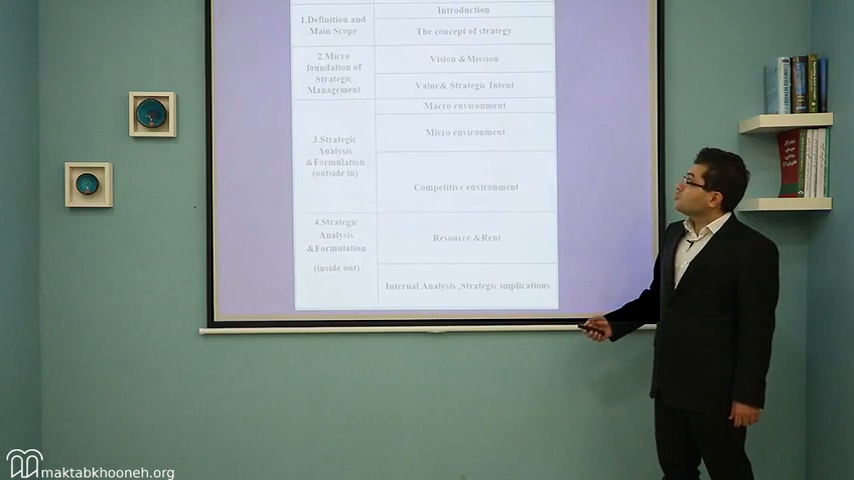 Introduction
1.Definition and
Main Scope
The concept of strategy
2.Micro
foundation of
Strategic
Management
Vision &Mission
Value& Strategic Intent
Macro environment
3.Strategic
Analysis
&Formulation
(outside in)
Micro environment
Competitive environment
4.Strategic
Analysis
&Formulation
(inside out)
Resource &Rent
Internal Analysis ,Strategic implications
maktabkhooneh.org